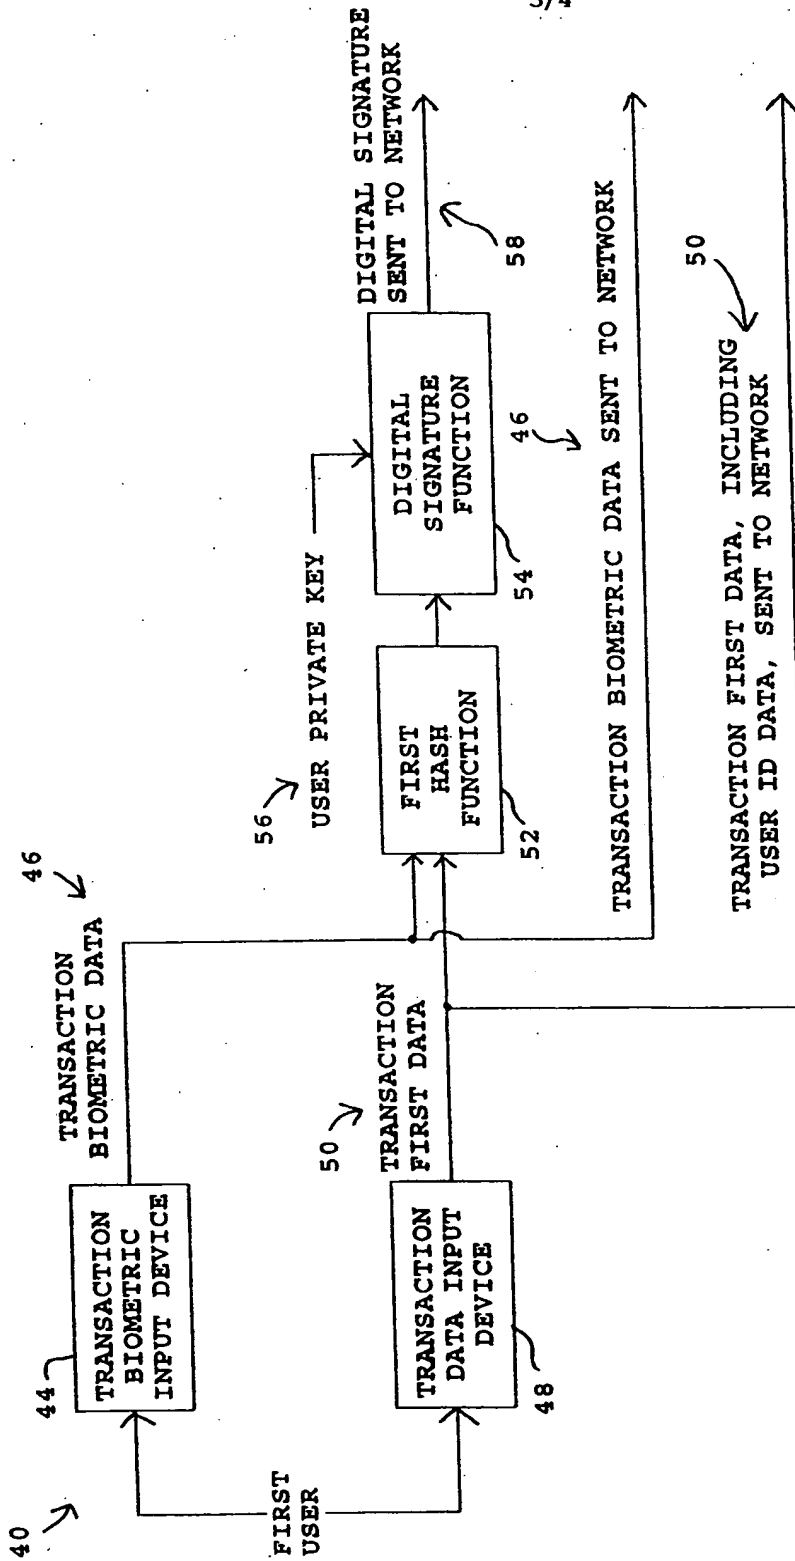 3/4
40
FIRST
USER
44
TRANSACTION
BIOMETRIC
INPUT DEVICE
TRANSACTION
BIOMETRIC DATA
46
48
TRANSACTION
DATA INPUT
DEVICE
50
TRANSACTION
FIRST DATA
56
USER PRIVATE KEY
FIRST
HASH
FUNCTION
52
DIGITAL
SIGNATURE
FUNCTION
54
DIGITAL SIGNATURE
SENT TO NETWORK
58
46
TRANSACTION BIOMETRIC DATA SENT TO NETWORK
50
TRANSACTION FIRST DATA, INCLUDING
USER ID DATA, SENT TO NETWORK